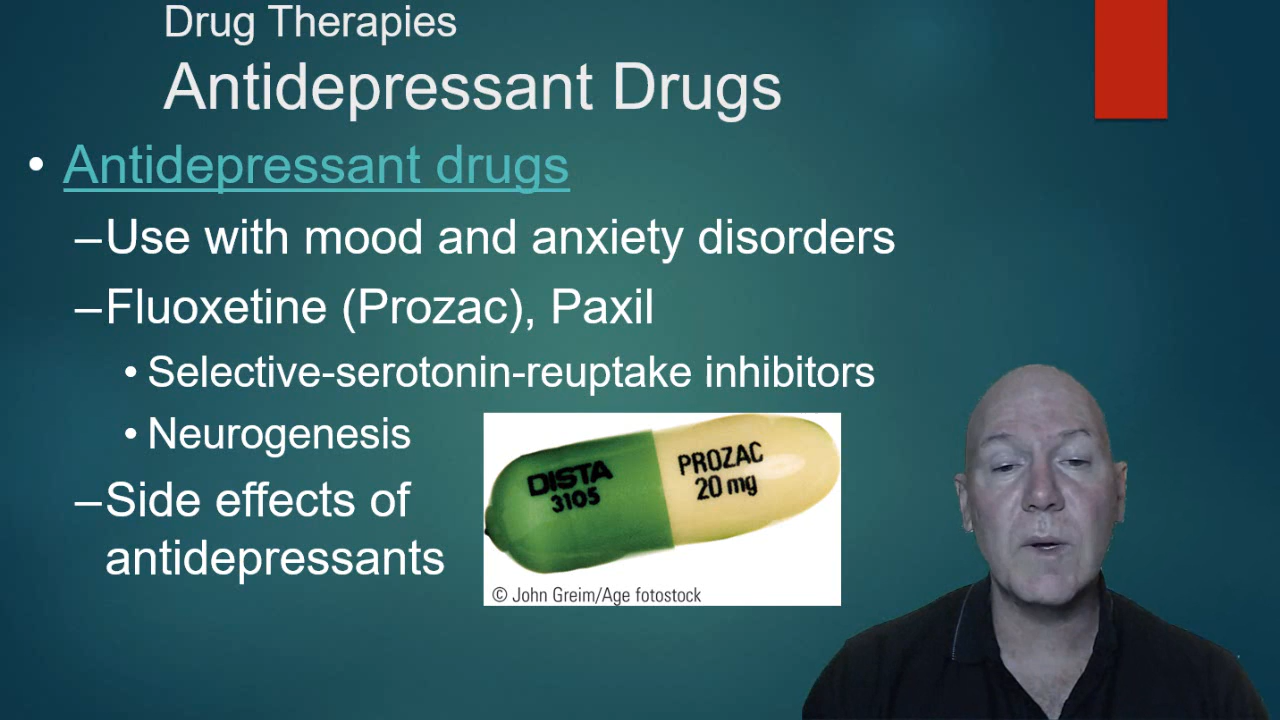 Drug Therapies
Antidepressant Drugs
• Antidepressant drugs
–Use with mood and anxiety disorders
–Fluoxetine (Prozac), Paxil
• Selective-serotonin-reuptake inhibitors
• Neurogenesis
–Side effects of
antidepressants
DISTA
3105
PROZAC
20 mg
© John Greim/Age fotostock